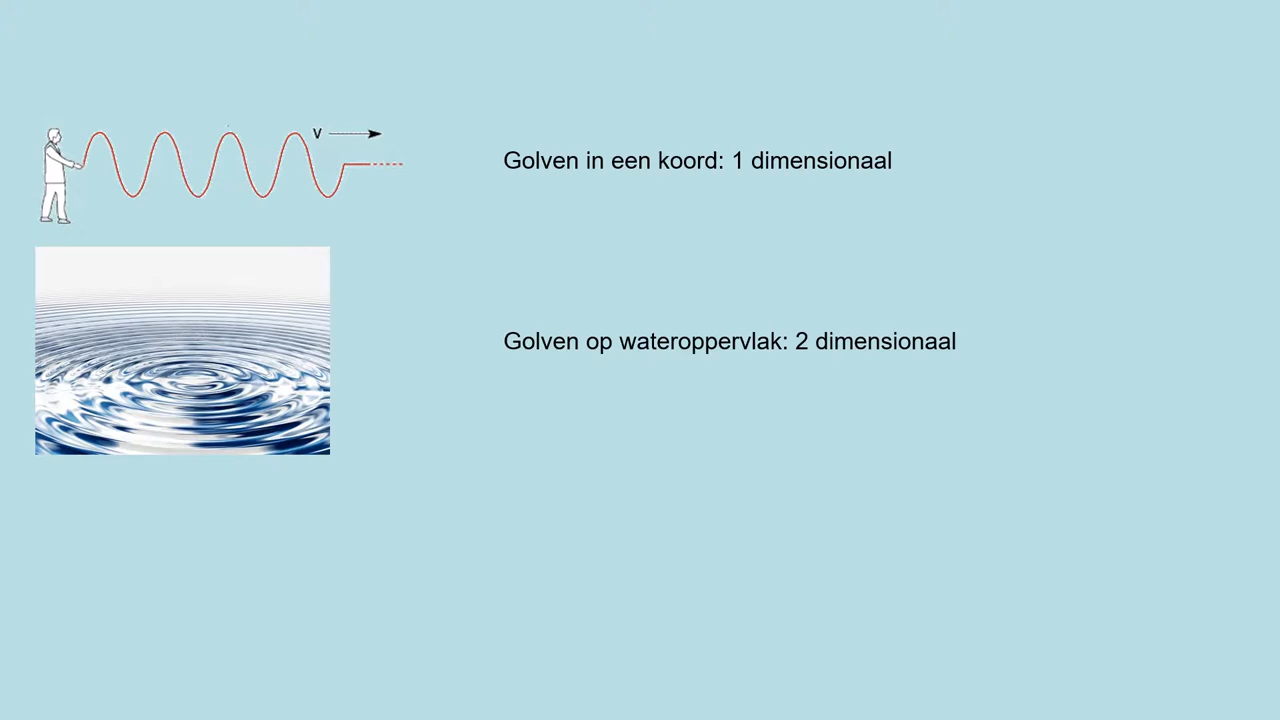 v
Golven in een koord: 1 dimensionaal
Golven op wateroppervlak: 2 dimensionaal